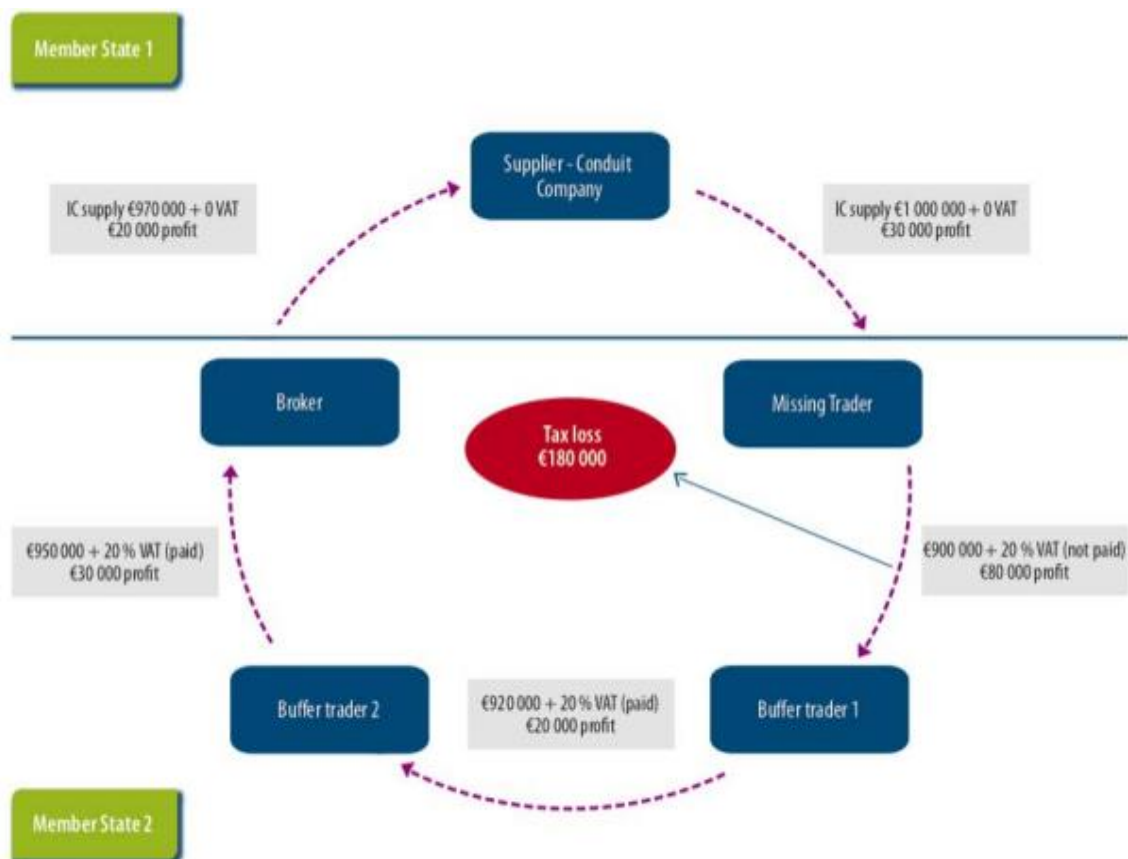 Member State 1
Supplier - Conduit
Company
IC supply €970 000 + 0 VAT
€20 000 profit
IC supply €1 000 000 + 0 VAT
€30 000 profit
Broker
Missing Trader
Tax loss
€180 000
€950 000 + 20 % VAT (paid)
€30 000 profit
€900 000 + 20 % VAT (not paid)
€80 000 profit
Buffer trader 2
€920 000 + 20 % VAT (paid)
€20 000 profit
Buffer trader 1
Member State 2